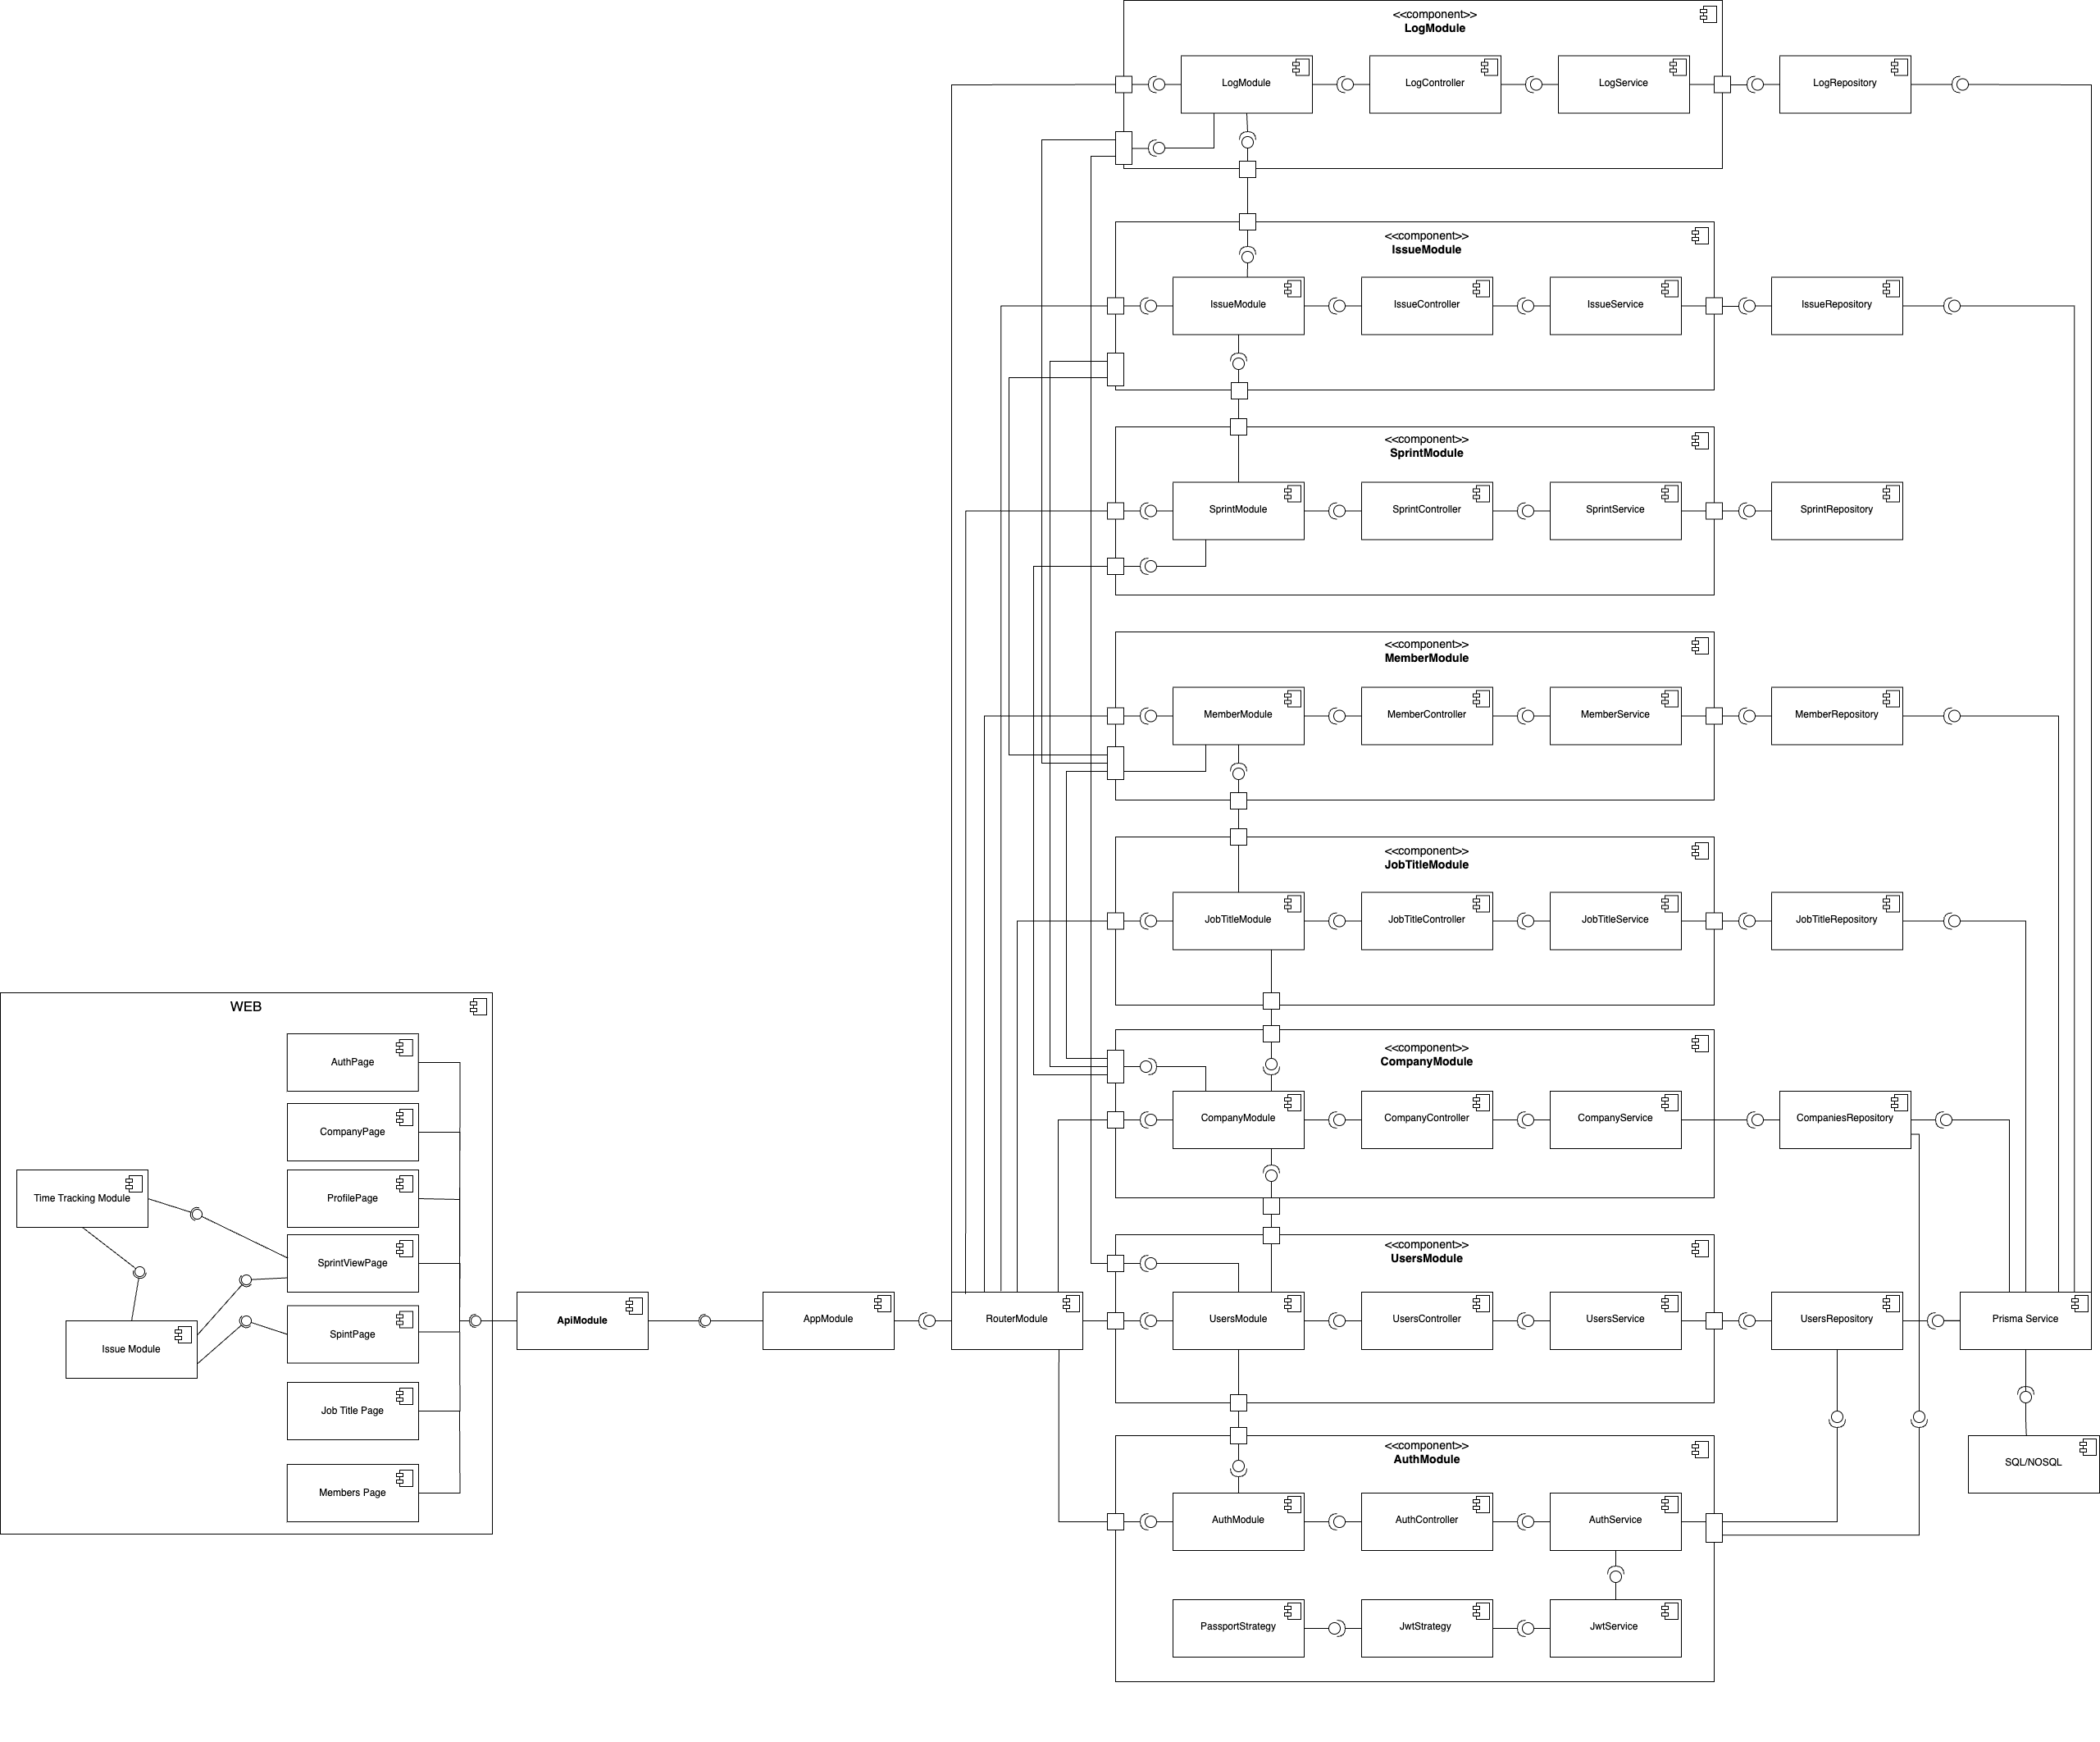 <<component>>
LogModule
LogModule
LogController
LogService
LogRepository
<<component>>
IssueModule
IssueModule
IssueController
IssueService
IssueRepository
<<component>>
SprintModule
SprintModule
SprintController
SprintService
SprintRepository
<<component>>
MemberModule
MemberModule
MemberController
MemberService
MemberRepository
<<component>>
JobTitleModule
JobTitleModule
JobTitleController
JobTitleService
JobTitleRepository
<<component>>
CompanyModule
CompanyModule
CompanyController
CompanyService
CompaniesRepository
<<component>>
UsersModule
UsersModule
UsersController
UsersService
UsersRepository
Prisma Service
SQL/NOSQL
<<component>>
AuthModule
AuthModule
AuthController
AuthService
PassportStrategy
JwtStrategy
JwtService
WEB
AuthPage
CompanyPage
Time Tracking Module
ProfilePage
SprintViewPage
Issue Module
SpintPage
Job Title Page
Members Page
ApiModule
AppModule
RouterModule